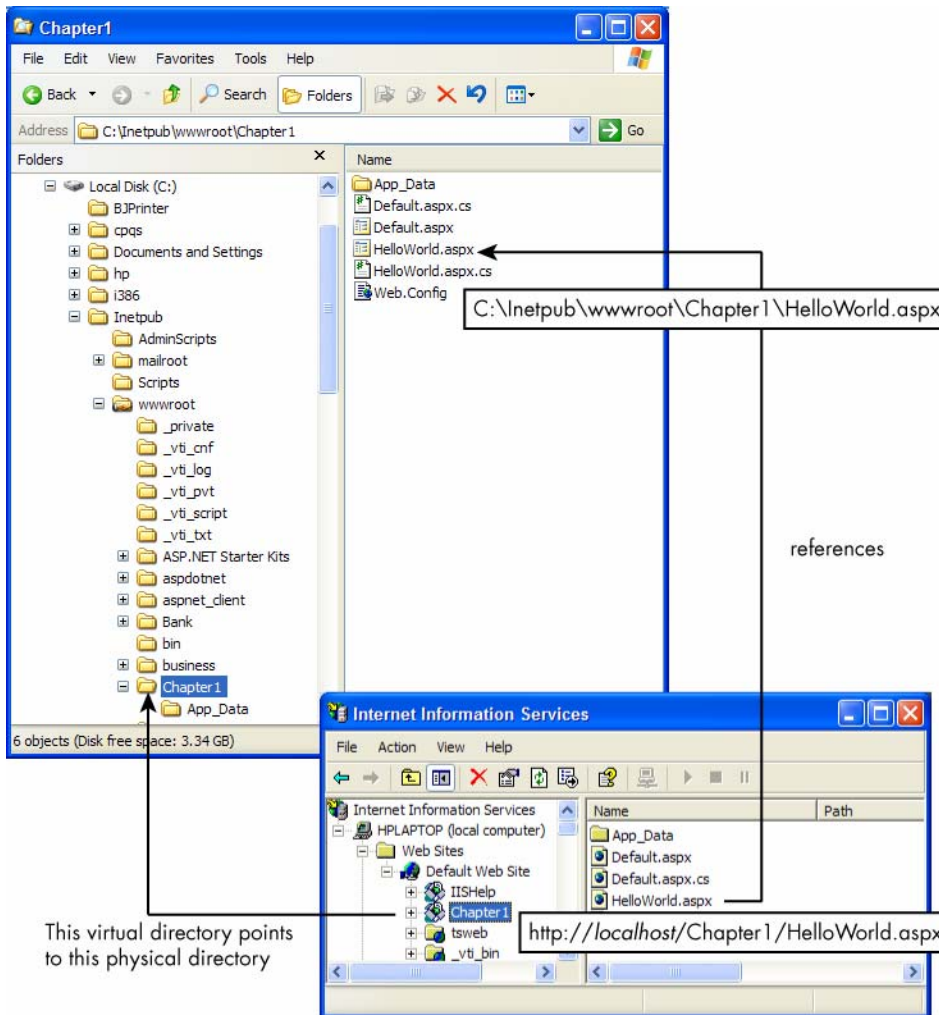 Chapter1
File Edit View Favorites Tools Help
Back Search Folders
Address C:\Inetpub\wwwroot\Chapter1 Go
Folders x
Local Disk (C:)
BJPrinter
cpqs
Documents and Settings
hp
i386
Inetpub
AdminScripts
mailroot
Scripts
wwwroot
_private
_vti_cnf
_vti_log
_vti_pvt
_vti_script
_vti_txt
ASP.NET Starter Kits
aspdotnet
aspnet_client
Bank
bin
business
Chapter1
App_Data
Name
App_Data
Default.aspx.cs
Default.aspx
HelloWorld.aspx
HelloWorld.aspx.cs
Web.Config
C:\Inetpub\wwwroot\Chapter1\HelloWorld.aspx
references
6 objects (Disk free space: 3.34 GB)
Internet Information Services
File Action View Help
Internet Information Services
HPLAPTOP (local computer)
Web Sites
Default Web Site
IISHelp
Chapter1
tsweb
_vti_bin
Name Path
App_Data
Default.aspx
Default.aspx.cs
HelloWorld.aspx
http://localhost/Chapter1/HelloWorld.aspx
This virtual directory points
to this physical directory